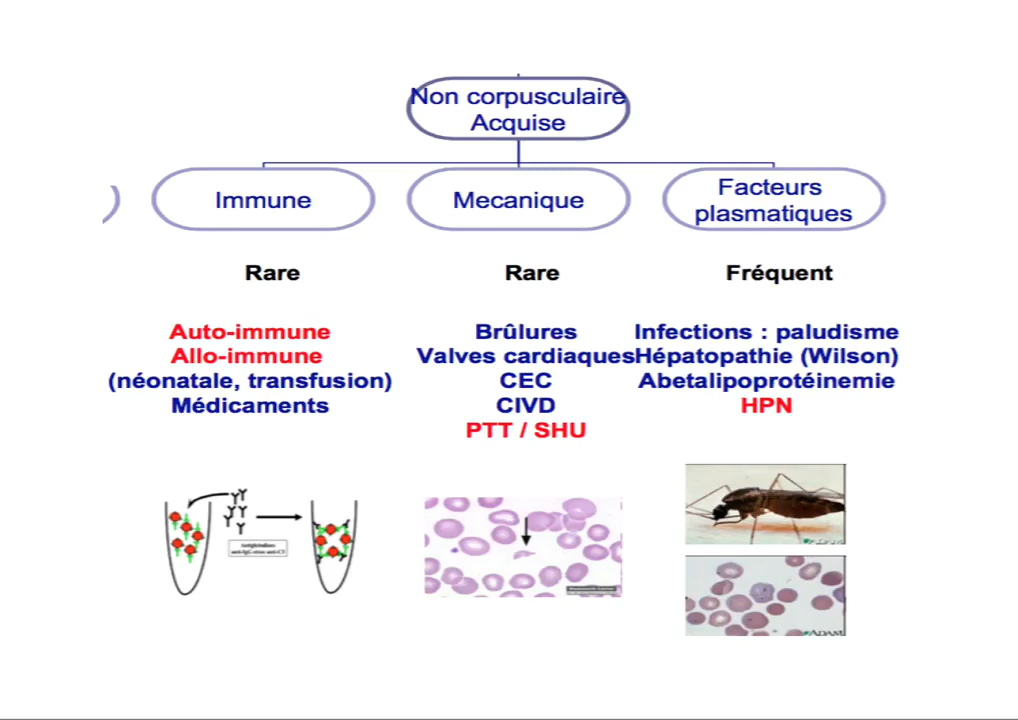 Non corpusculaire
Acquise
Immune
Mecanique
Facteurs
plasmatiques
Rare
Rare
Fréquent
Auto-immune
Allo-immune
(néonatale, transfusion)
Médicaments
Brûlures
Valves cardiaques
CEC
CIVD
PTT / SHU
Infections : paludisme
Hépatopathie (Wilson)
Abetalipoprotéinemie
HPN
ADAM